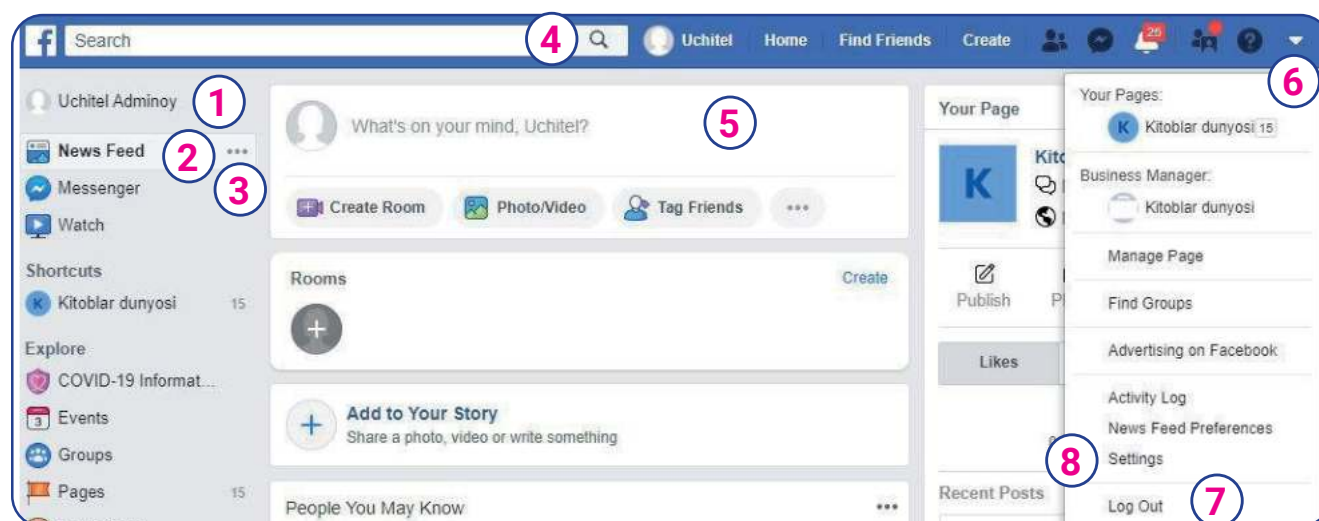 f Search 4 Uchitel Home Find Friends Create 25
6
Uchitel Adminoy 1
News Feed 2
Messenger 3
Watch
Shortcuts
Kitoblar dunyosi 15
Explore
COVID-19 Informat...
3 Events
Groups
Pages 15
What's on your mind, Uchitel? 5
Create Room Photo/Video Tag Friends
Rooms Create
Add to Your Story
Share a photo, video or write something
People You May Know
Your Page
K
Publish
Likes
Recent Posts
Your Pages:
K Kitoblar dunyosi 15
Business Manager:
Kitoblar dunyosi
Manage Page
Find Groups
Advertising on Facebook
Activity Log
News Feed Preferences
8 Settings
Log Out 7